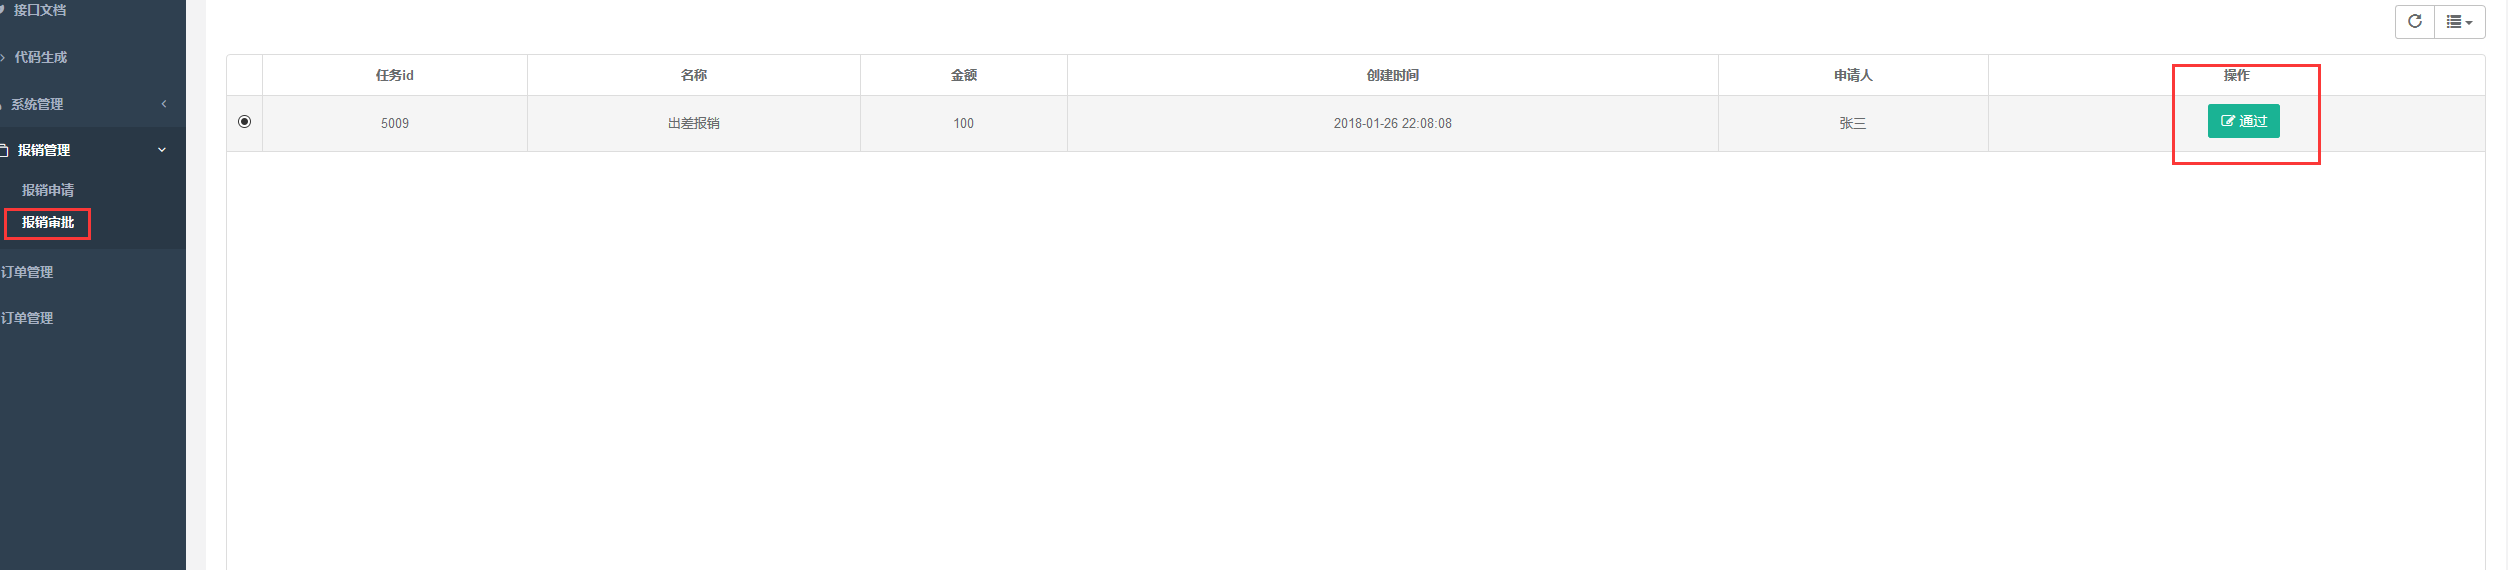 接口文档
代码生成
系统管理
报销管理
报销申请
报销审批
订单管理
订单管理
任务id 名称 金额 创建时间 申请人 操作
5009 出差报销 100 2018-01-26 22:08:08 张三 通过